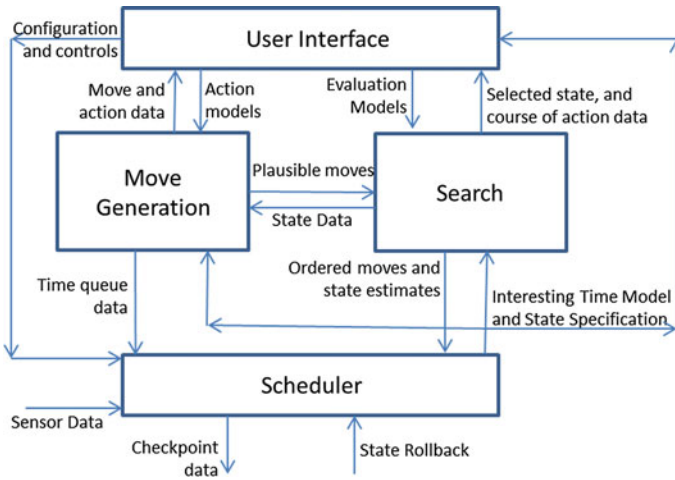 Configuration
and controls
User Interface
Move and
action data
Action
models
Evaluation
Models
Selected state, and
course of action data
Move
Generation
Plausible moves
State Data
Search
Time queue
data
Ordered moves and
state estimates
Interesting Time Model
and State Specification
Scheduler
Sensor Data
Checkpoint
data
State Rollback